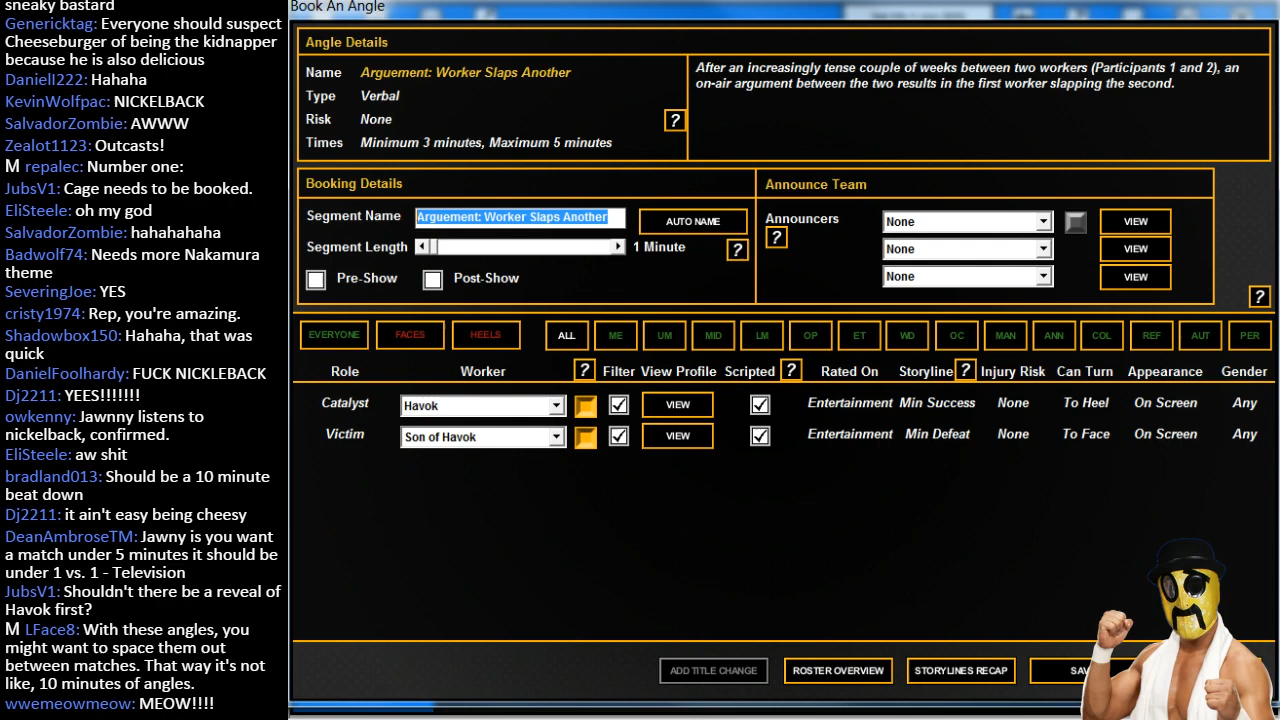 sneaky bastard
Genericktag: Everyone should suspect
Cheeseburger of being the kidnapper
because he is also delicious
DanielI222: Hahaha
KevinWolfpac: NICKELBACK
SalvadorZombie: AWWW
Zealot1123: Outcasts!
M repalec: Number one:
JubsV1: Cage needs to be booked.
EliSteele: oh my god
SalvadorZombie: hahahahaha
Badwolf74: Needs more Nakamura
theme
SeveringJoe: YES
cristy1974: Rep, you're amazing.
Shadowbox150: Hahaha, that was
quick
DanielFoolhardy: FUCK NICKLEBACK
Dj2211: YEES!!!!!!!
owkenny: Jawnny listens to
nickelback, confirmed.
EliSteele: aw shit
bradland013: Should be a 10 minute
beat down
Dj2211: it ain't easy being cheesy
DeanAmbroseTM: Jawny is you want
a match under 5 minutes it should be
under 1 vs. 1 - Television
JubsV1: Shouldn't there be a reveal of
Havok first?
M LFace8: With these angles, you
might want to space them out
between matches. That way it's not
like, 10 minutes of angles.
wwemeowmeow: MEOW!!!!
Book An Angle
Angle Details
Name Arguement: Worker Slaps Another
Type Verbal
Risk None
?
Times Minimum 3 minutes, Maximum 5 minutes
After an increasingly tense couple of weeks between two workers (Participants 1 and 2), an
on-air argument between the two results in the first worker slapping the second.
Booking Details
Segment Name Arguement: Worker Slaps Another AUTO NAME
Segment Length 1 Minute ?
Pre-Show Post-Show
Announce Team
Announcers None VIEW
? None VIEW
None VIEW
?
EVERYONE FACES HEELS ALL ME UM MID LM OP ET WD OC MAN ANN COL REF AUT PER
Role Worker ? Filter View Profile Scripted ? Rated On Storyline ? Injury Risk Can Turn Appearance Gender
Catalyst Havok VIEW Entertainment Min Success None To Heel On Screen Any
Victim Son of Havok VIEW Entertainment Min Defeat None To Face On Screen Any
ADD TITLE CHANGE ROSTER OVERVIEW STORYLINES RECAP